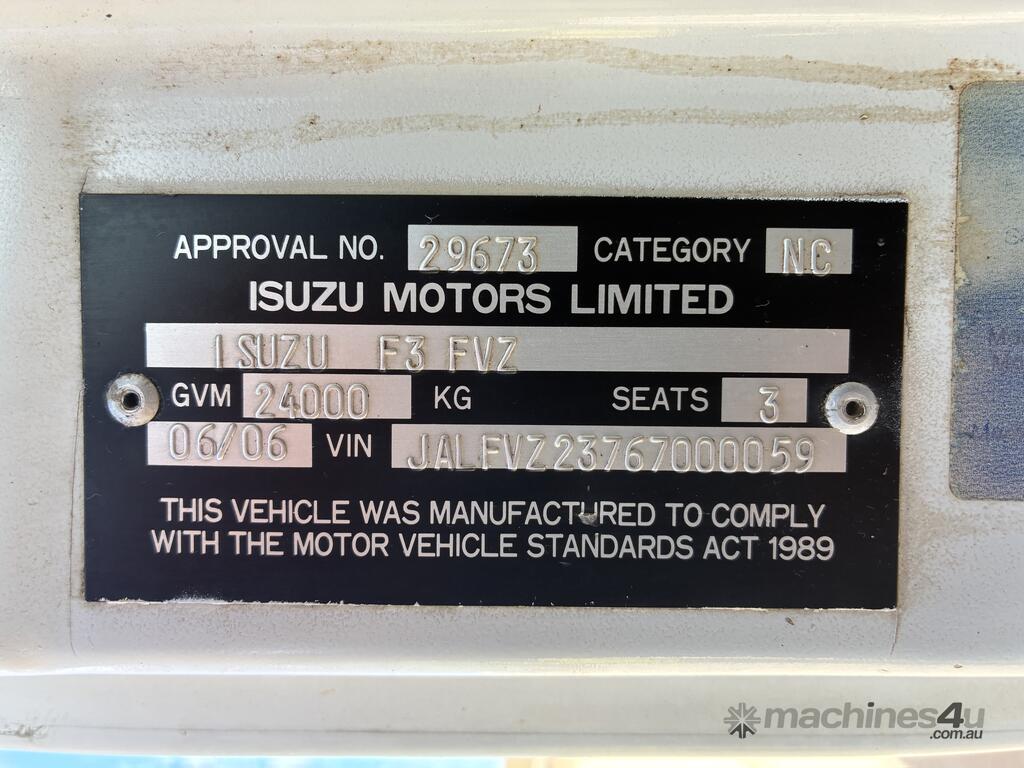 APPROVAL NO. 29673 CATEGORY NC
ISUZU MOTORS LIMITED
ISUZU F3 FVZ
GVM 24000 KG SEATS 3
06/06 VIN JALFVZ23767000059
THIS VEHICLE WAS MANUFACTURED TO COMPLY
WITH THE MOTOR VEHICLE STANDARDS ACT 1989
machines4u
.com.au